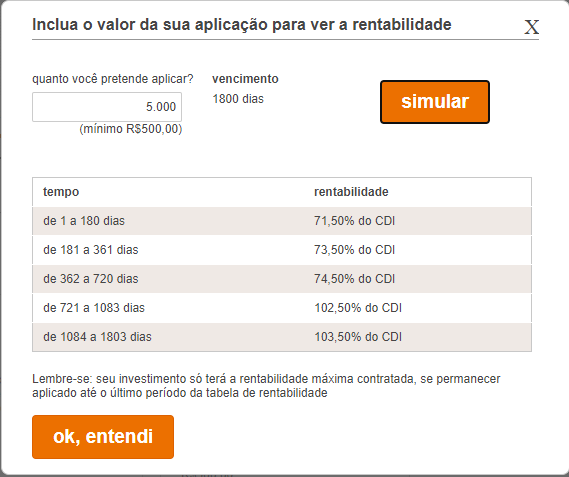 Inclua o valor da sua aplicação para ver a rentabilidade X
quanto você pretende aplicar? vencimento
5.000 1800 dias simular
(mínimo R$500,00)
tempo rentabilidade
de 1 a 180 dias 71,50% do CDI
de 181 a 361 dias 73,50% do CDI
de 362 a 720 dias 74,50% do CDI
de 721 a 1083 dias 102,50% do CDI
de 1084 a 1803 dias 103,50% do CDI
Lembre-se: seu investimento só terá a rentabilidade máxima contratada, se permanecer
aplicado até o último período da tabela de rentabilidade
ok, entendi